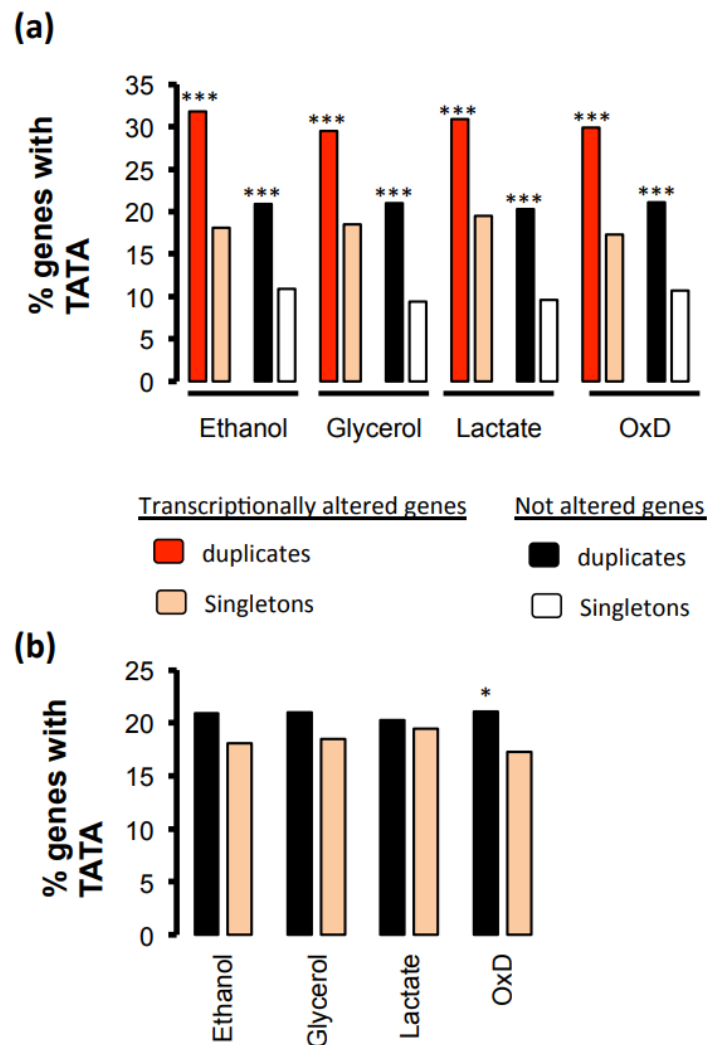 (a)
% genes with
TATA
35
30
25
20
15
10
5
0
*** *** *** *** *** *** *** ***
Ethanol Glycerol Lactate OxD
Transcriptionally altered genes Not altered genes
duplicates duplicates
Singletons Singletons
(b)
% genes with
TATA
25
20
15
10
5
0
*
Ethanol Glycerol Lactate OxD